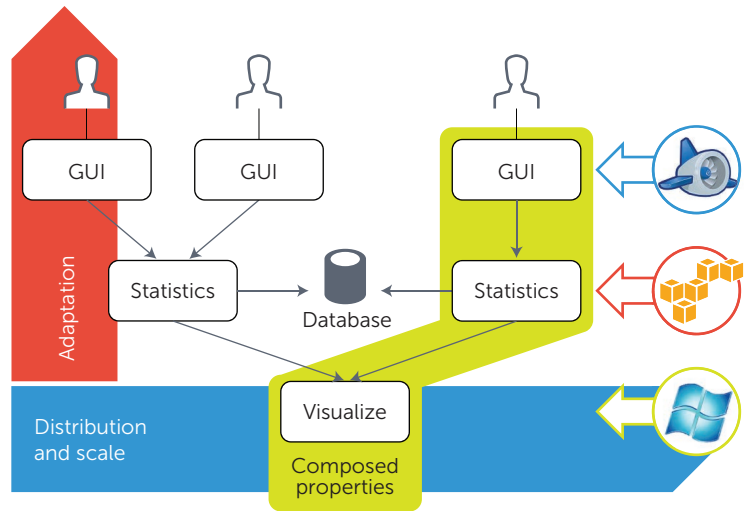 GUI
GUI
GUI
Adaptation
Statistics
Database
Statistics
Visualize
Distribution
and scale
Composed
properties